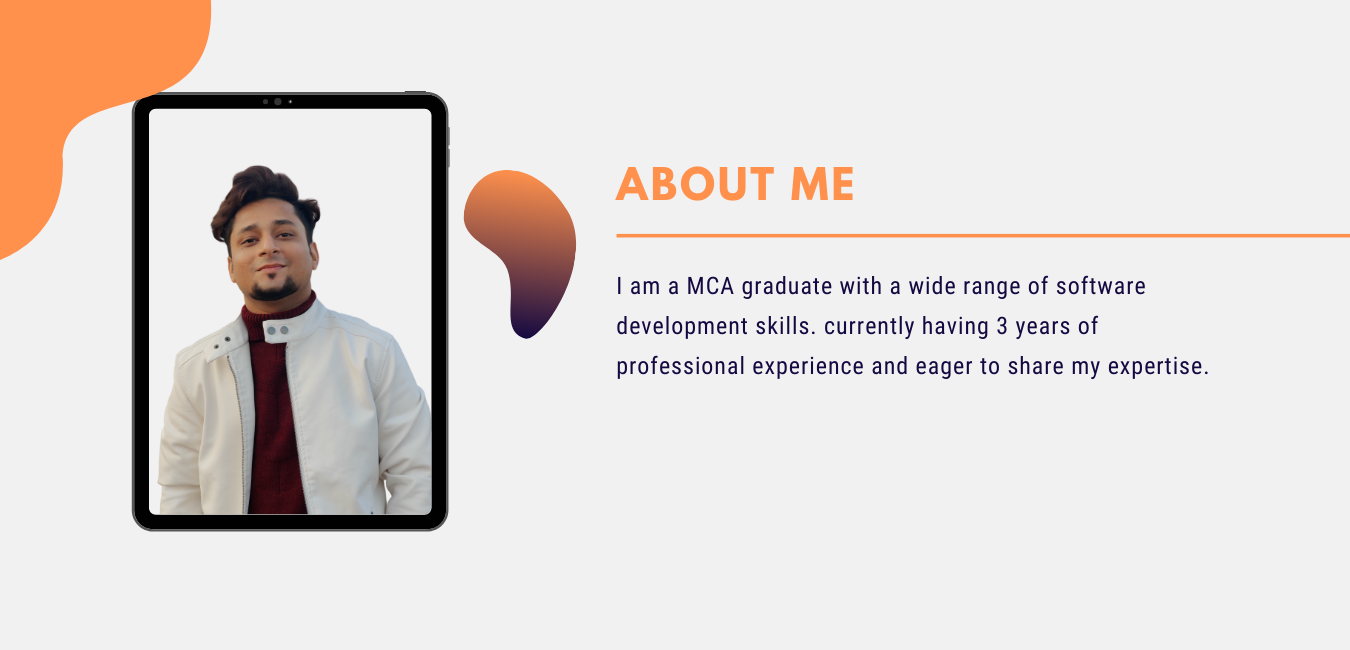 ABOUT ME
I am a MCA graduate with a wide range of software
development skills. currently having 3 years of
professional experience and eager to share my expertise.